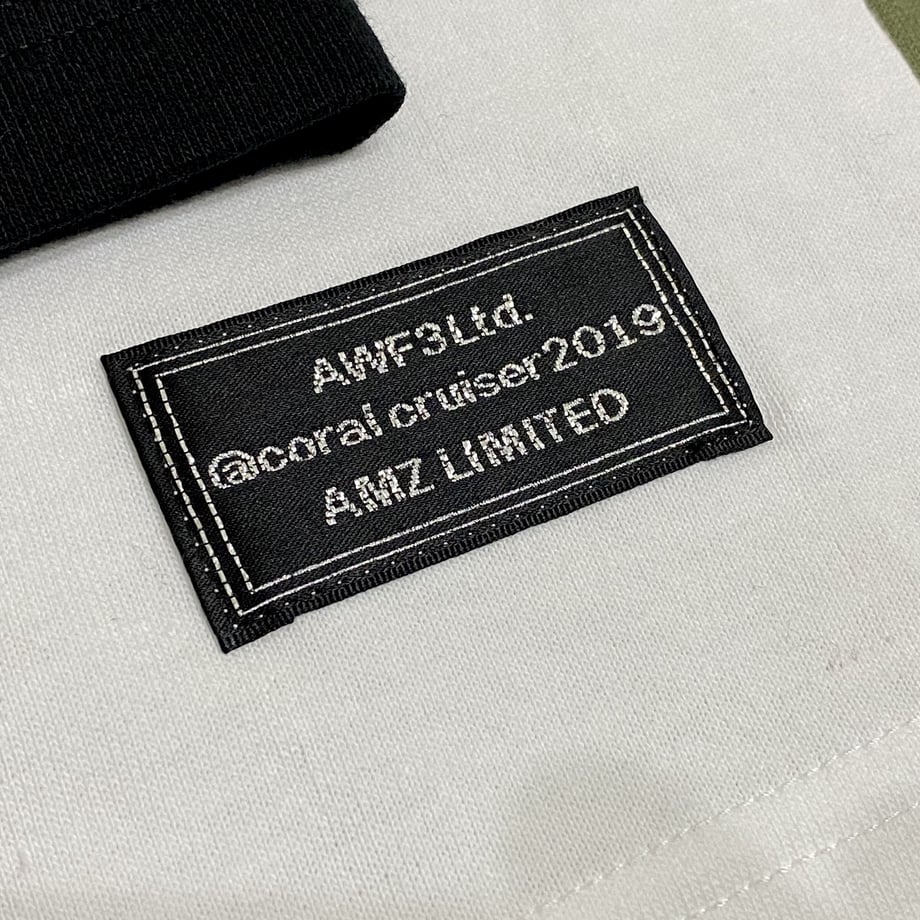 AWF3Ltd.
@coral cruiser2019
AMZ LIMITED